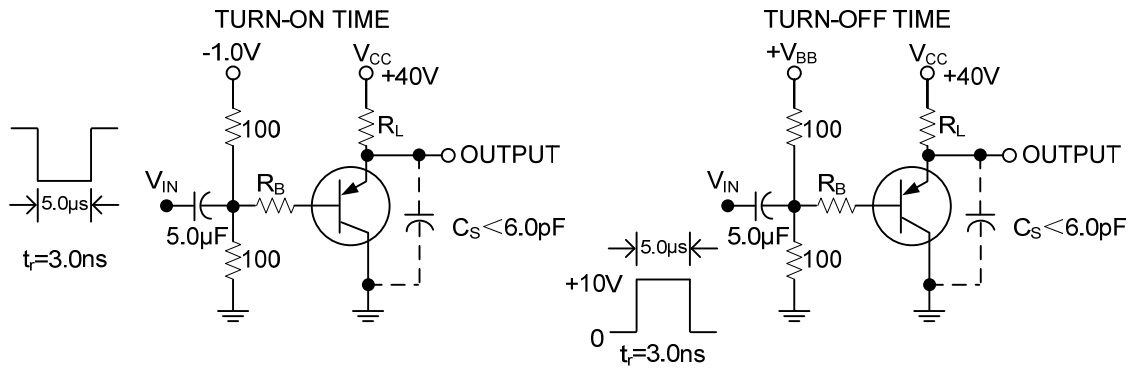 TURN-ON TIME
-1.0V
VCC
+40V
100
RL
OUTPUT
VIN
RB
5.0μs
5.0μF
CS<6.0pF
100
tr=3.0ns
TURN-OFF TIME
+VBB
VCC
+40V
100
RL
OUTPUT
VIN
RB
5.0μF
CS<6.0pF
5.0μs
100
+10V
0
tr=3.0ns